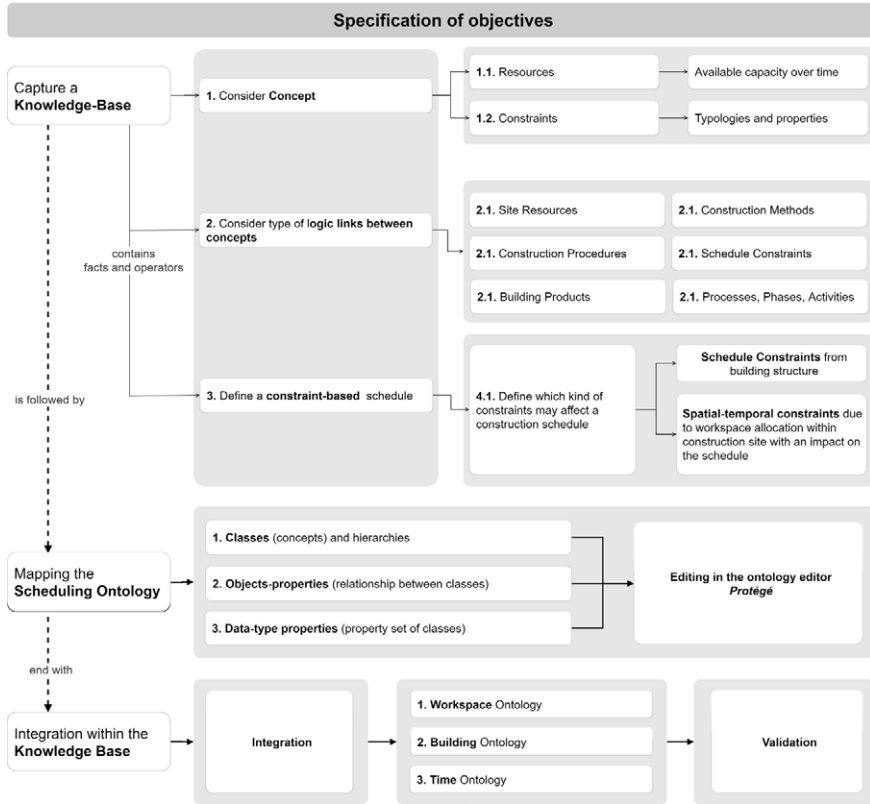 Specification of objectives
Capture a
Knowledge-Base
1. Consider Concept
1.1. Resources
Available capacity over time
1.2. Constraints
Typologies and properties
contains
facts and operators
2. Consider type of logic links between
concepts
2.1. Site Resources
2.1. Construction Methods
2.1. Construction Procedures
2.1. Schedule Constraints
2.1. Building Products
2.1. Processes, Phases, Activities
is followed by
3. Define a constraint-based schedule
4.1. Define which kind of
constraints may affect a
construction schedule
Schedule Constraints from
building structure
Spatial-temporal constraints due
to workspace allocation within
construction site with an impact on
the schedule
Mapping the
Scheduling Ontology
1. Classes (concepts) and hierarchies
2. Objects-properties (relationship between classes)
3. Data-type properties (property set of classes)
Editing in the ontology editor
Protégé
end with
Integration within the
Knowledge Base
Integration
1. Workspace Ontology
2. Building Ontology
3. Time Ontology
Validation